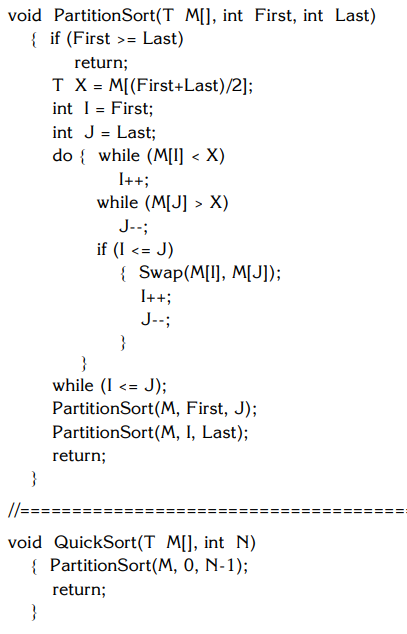 void PartitionSort(T M[], int First, int Last)
{ if (First >= Last)
return;
T X = M[(First+Last)/2];
int I = First;
int J = Last;
do { while (M[I] < X)
I++;
while (M[J] > X)
J--;
if (I <= J)
{ Swap(M[I], M[J]);
I++;
J--;
}
}
while (I <= J);
PartitionSort(M, First, J);
PartitionSort(M, I, Last);
return;
}
//=====================================
void QuickSort(T M[], int N)
{ PartitionSort(M, 0, N-1);
return;
}